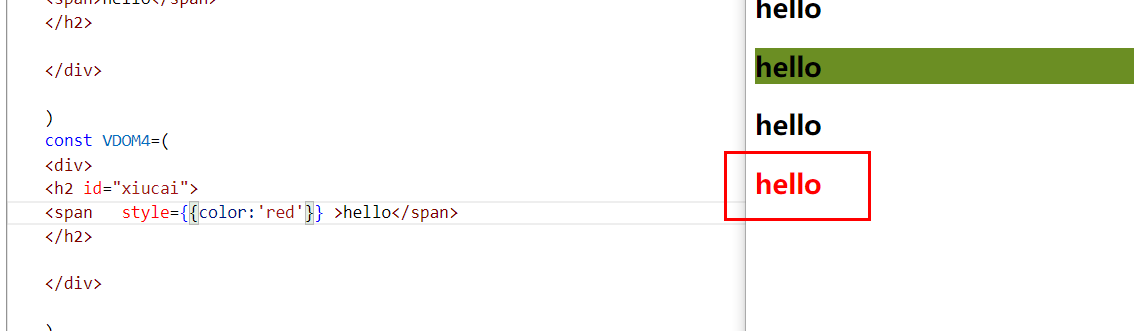 <span>hello</span>
</h2>
</div>
)
const VDOM4=(
<div>
<h2 id="xiucai">
<span   style={{color:'red'}} >hello</span>
</h2>
</div>
)
hello
hello
hello
hello